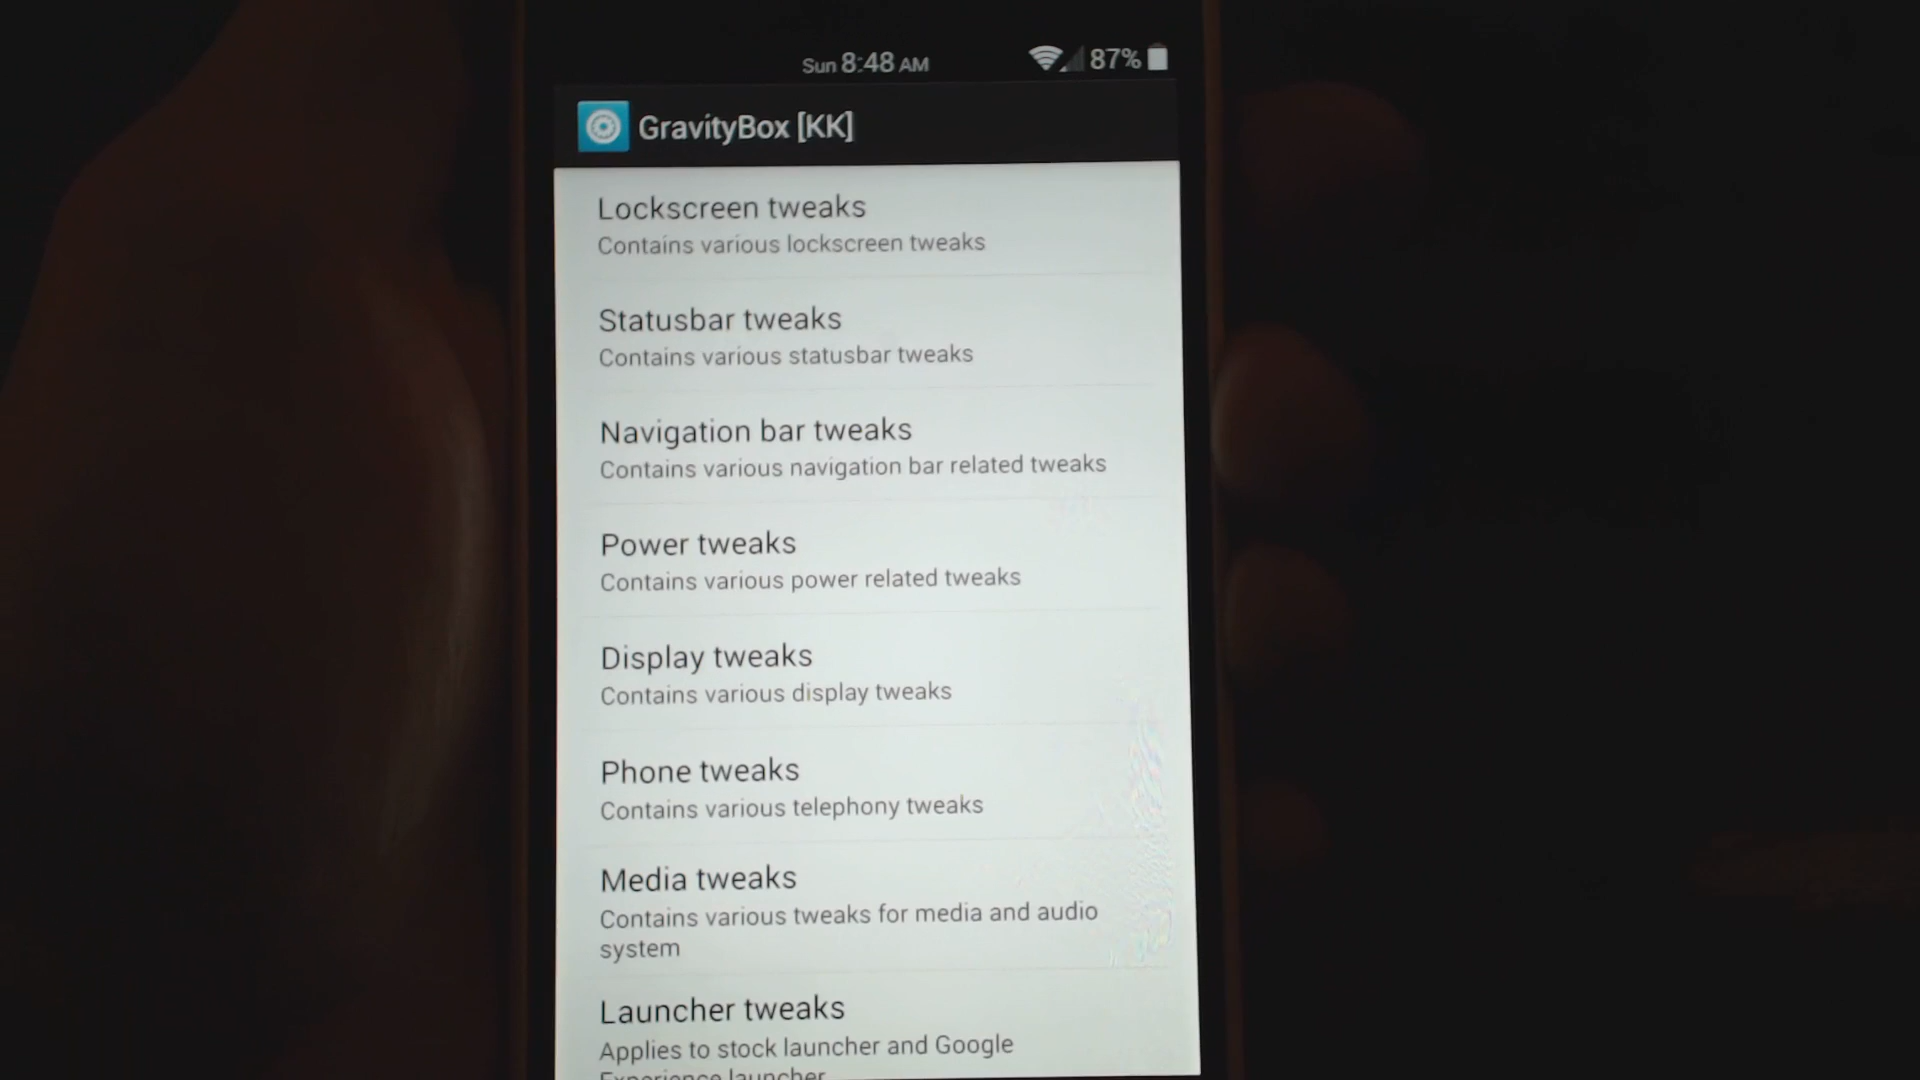 Sun 8:48 AM 87%
GravityBox [KK]
Lockscreen tweaks
Contains various lockscreen tweaks
Statusbar tweaks
Contains various statusbar tweaks
Navigation bar tweaks
Contains various navigation bar related tweaks
Power tweaks
Contains various power related tweaks
Display tweaks
Contains various display tweaks
Phone tweaks
Contains various telephony tweaks
Media tweaks
Contains various tweaks for media and audio
system
Launcher tweaks
Applies to stock launcher and Google
Experience launcher